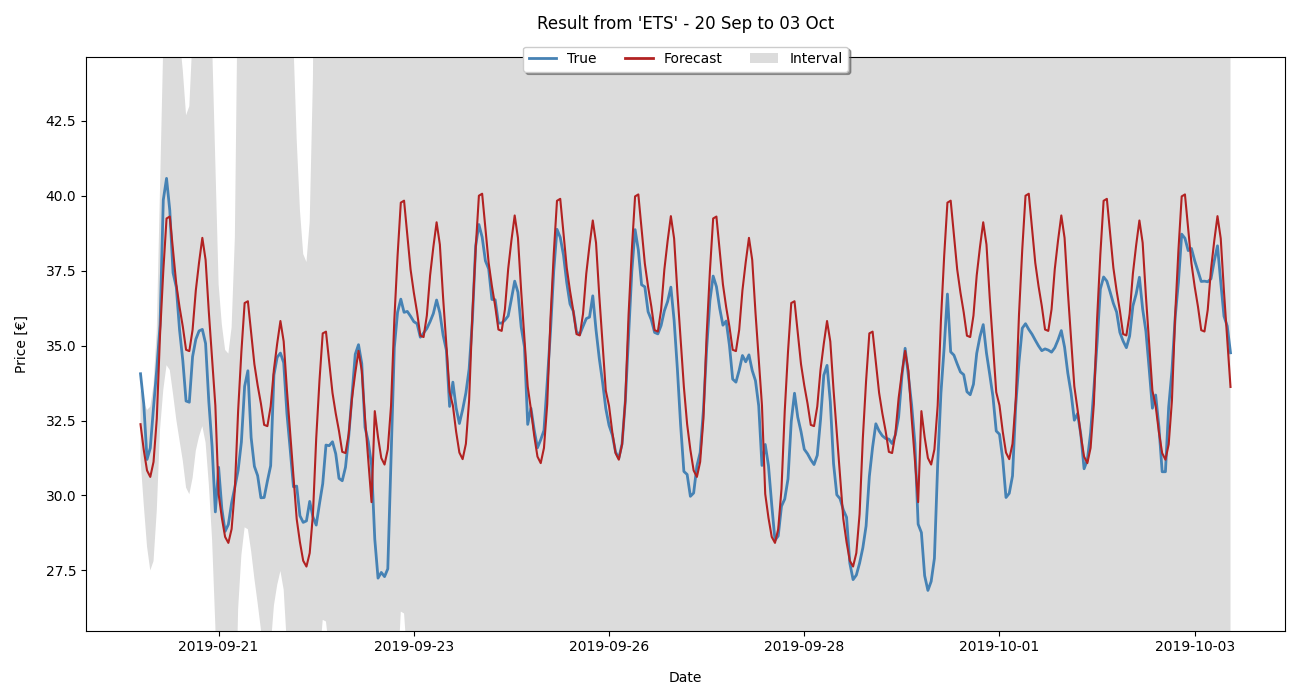 Result from 'ETS' - 20 Sep to 03 Oct
True Forecast Interval
42.5
40.0
37.5
35.0
32.5
30.0
27.5
Price [€]
2019-09-21 2019-09-23 2019-09-26 2019-09-28 2019-10-01 2019-10-03
Date